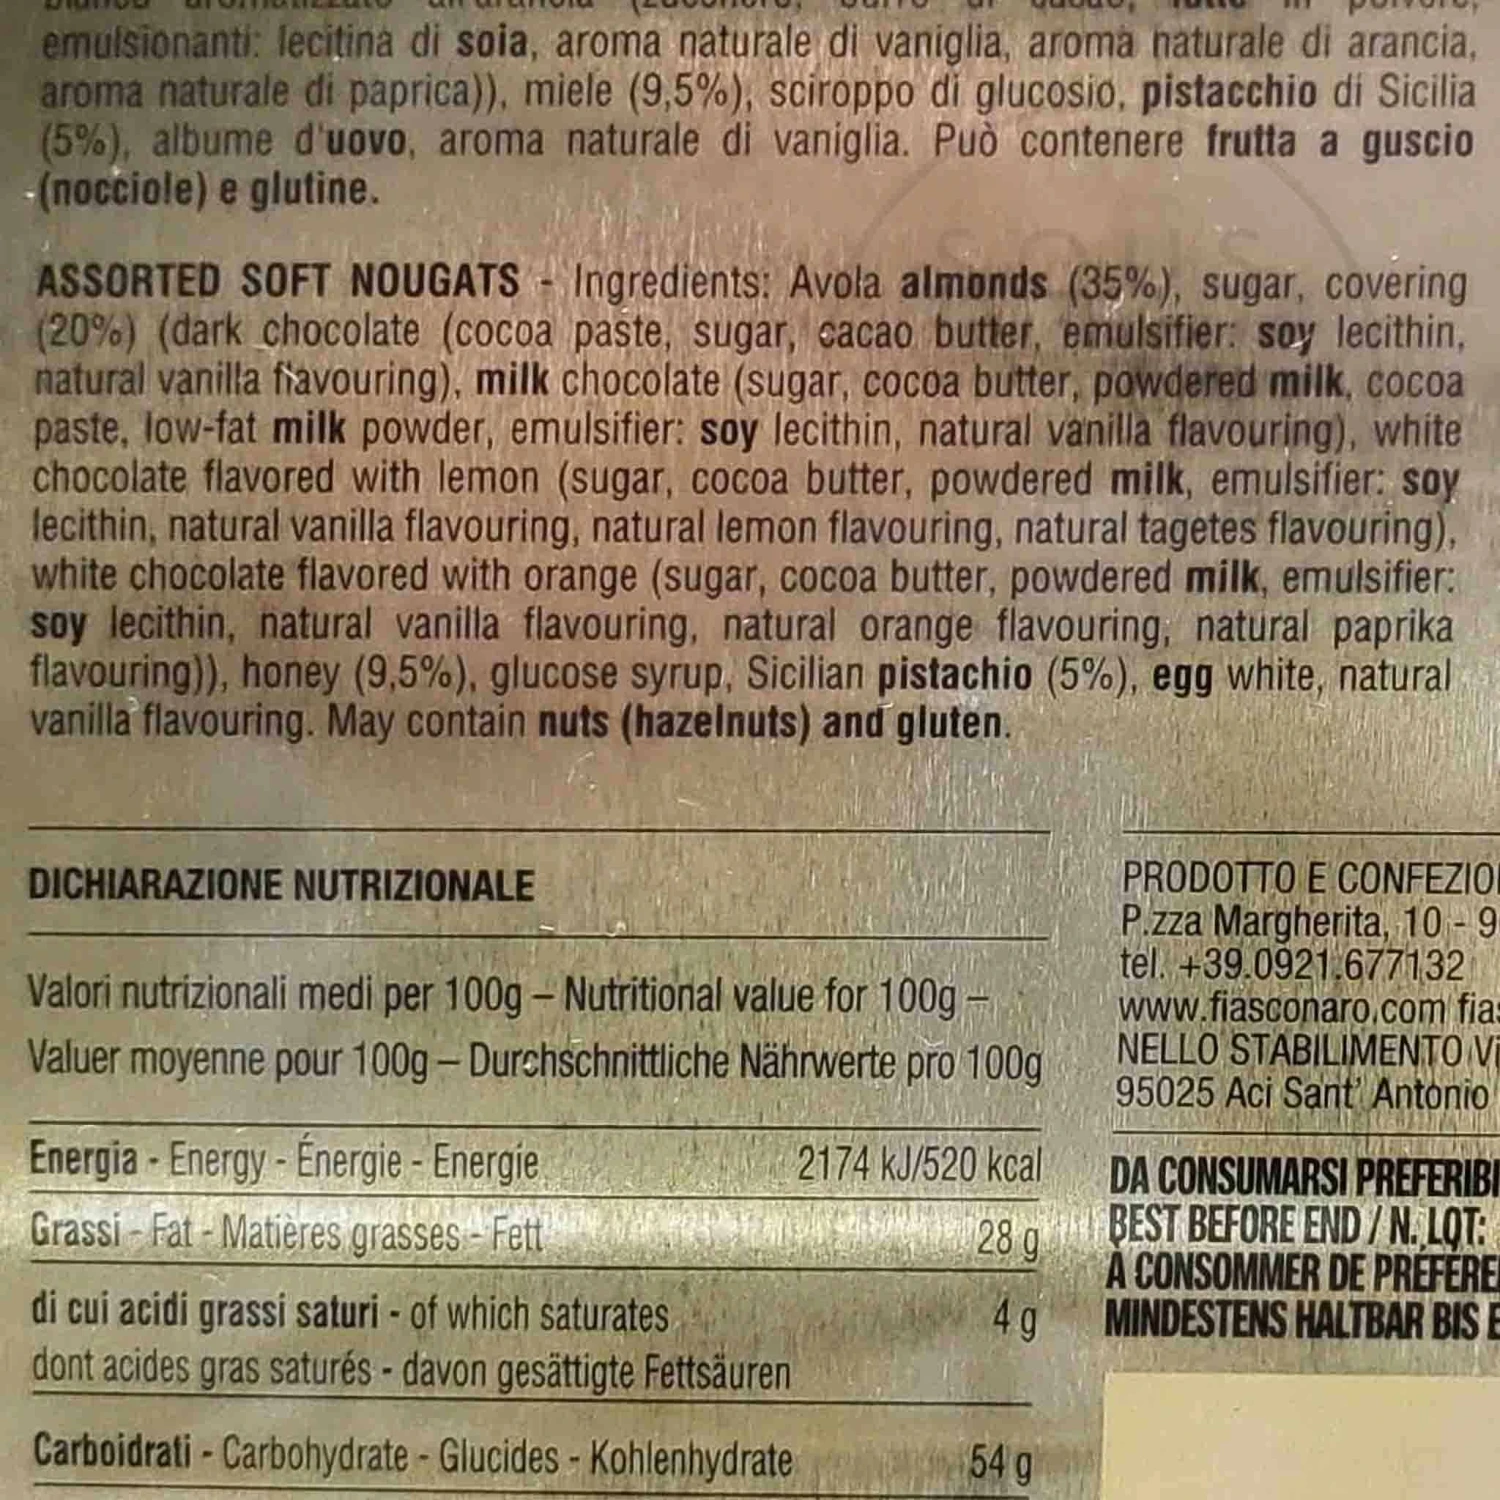 emulsionanti: lecitina di soia, aroma naturale di vaniglia, aroma naturale di arancia,
aroma naturale di paprica)), miele (9,5%), sciroppo di glucosio, pistacchio di Sicilia
(5%), albume d'uovo, aroma naturale di vaniglia. Può contenere frutta a guscio
(nocciole) e glutine.
ASSORTED SOFT NOUGATS - Ingredients: Avola almonds (35%), sugar, covering
(20%) (dark chocolate (cocoa paste, sugar, cacao butter, emulsifier: soy lecithin,
natural vanilla flavouring), milk chocolate (sugar, cocoa butter, powdered milk, cocoa
paste, low-fat milk powder, emulsifier: soy lecithin, natural vanilla flavouring), white
chocolate flavored with lemon (sugar, cocoa butter, powdered milk, emulsifier: soy
lecithin, natural vanilla flavouring, natural lemon flavouring, natural tagetes flavouring),
white chocolate flavored with orange (sugar, cocoa butter, powdered milk, emulsifier:
soy lecithin, natural vanilla flavouring, natural orange flavouring, natural paprika
flavouring)), honey (9,5%), glucose syrup, Sicilian pistachio (5%), egg white, natural
vanilla flavouring. May contain nuts (hazelnuts) and gluten.
DICHIARAZIONE NUTRIZIONALE
Valori nutrizionali medi per 100g – Nutritional value for 100g –
Valuer moyenne pour 100g – Durchschnittliche Nährwerte pro 100g
Energia - Energy - Énergie - Energie 2174 kJ/520 kcal
Grassi - Fat - Matières grasses - Fett 28 g
di cui acidi grassi saturi - of which saturates 4 g
dont acides gras saturés - davon gesättigte Fettsäuren
Carboidrati - Carbohydrate - Glucides - Kohlenhydrate 54 g
PRODOTTO E CONFEZIO
P.zza Margherita, 10 - 9
tel. +39.0921.677132
www.fiasconaro.com fia
NELLO STABILIMENTO Vi
95025 Aci Sant' Antonio
DA CONSUMARSI PREFERIBI
BEST BEFORE END / N. LOT:
À CONSOMMER DE PRÉFÉRE
MINDESTENS HALTBAR BIS E